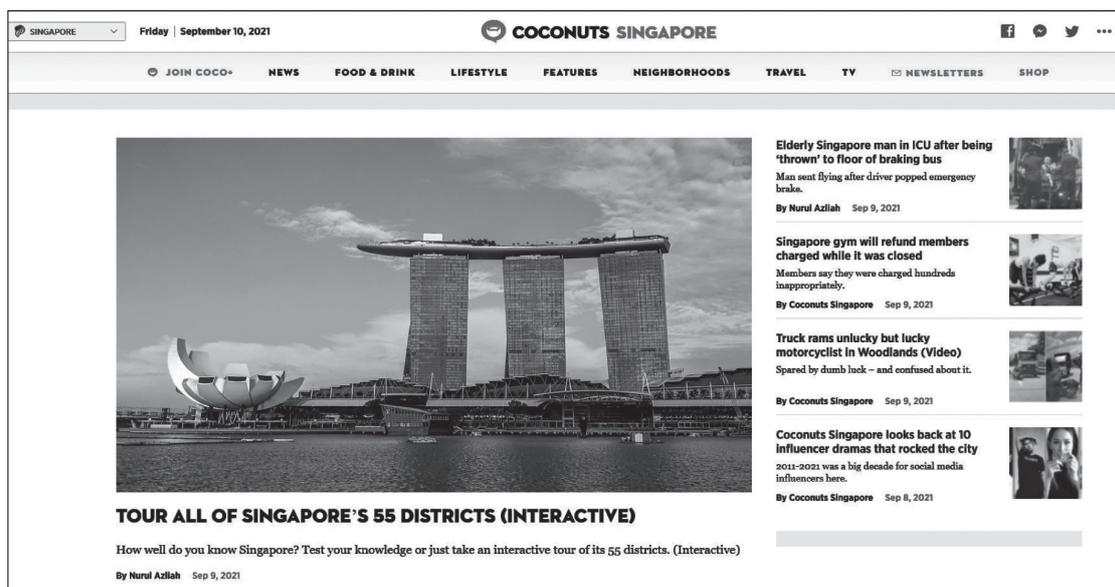 SINGAPORE
Friday | September 10, 2021
COCONUTS SINGAPORE
JOIN COCO+
NEWS
FOOD & DRINK
LIFESTYLE
FEATURES
NEIGHBORHOODS
TRAVEL
TV
NEWSLETTERS
SHOP
TOUR ALL OF SINGAPORE'S 55 DISTRICTS (INTERACTIVE)
How well do you know Singapore? Test your knowledge or just take an interactive tour of its 55 districts. (Interactive)
By Nurul Azliah Sep 9, 2021
Elderly Singapore man in ICU after being
‘thrown’ to floor of braking bus
Man sent flying after driver popped emergency
brake.
By Nurul Azliah Sep 9, 2021
Singapore gym will refund members
charged while it was closed
Members say they were charged hundreds
inappropriately.
By Coconuts Singapore Sep 9, 2021
Truck rams unlucky but lucky
motorcyclist in Woodlands (Video)
Spared by dumb luck – and confused about it.
By Coconuts Singapore Sep 9, 2021
Coconuts Singapore looks back at 10
influencer dramas that rocked the city
2011-2021 was a big decade for social media
influencers here.
By Coconuts Singapore Sep 8, 2021